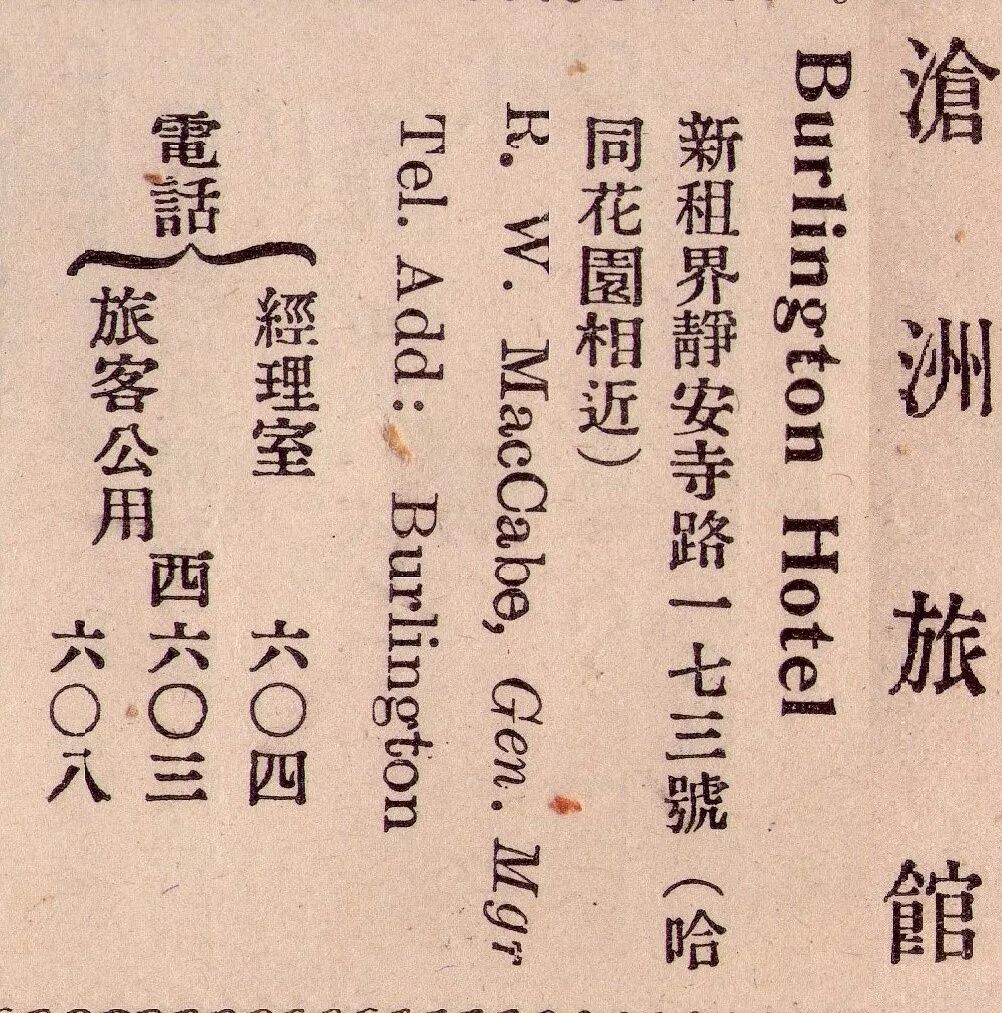 滄洲旅館
Burlington Hotel
新租界靜安寺路一七三號（哈
同花園相近）
R. W. MacCabe, Gen. Mgr
Tel. Add: Burlington
電話
經理室
六〇四
西六〇三
旅客公用
六〇八